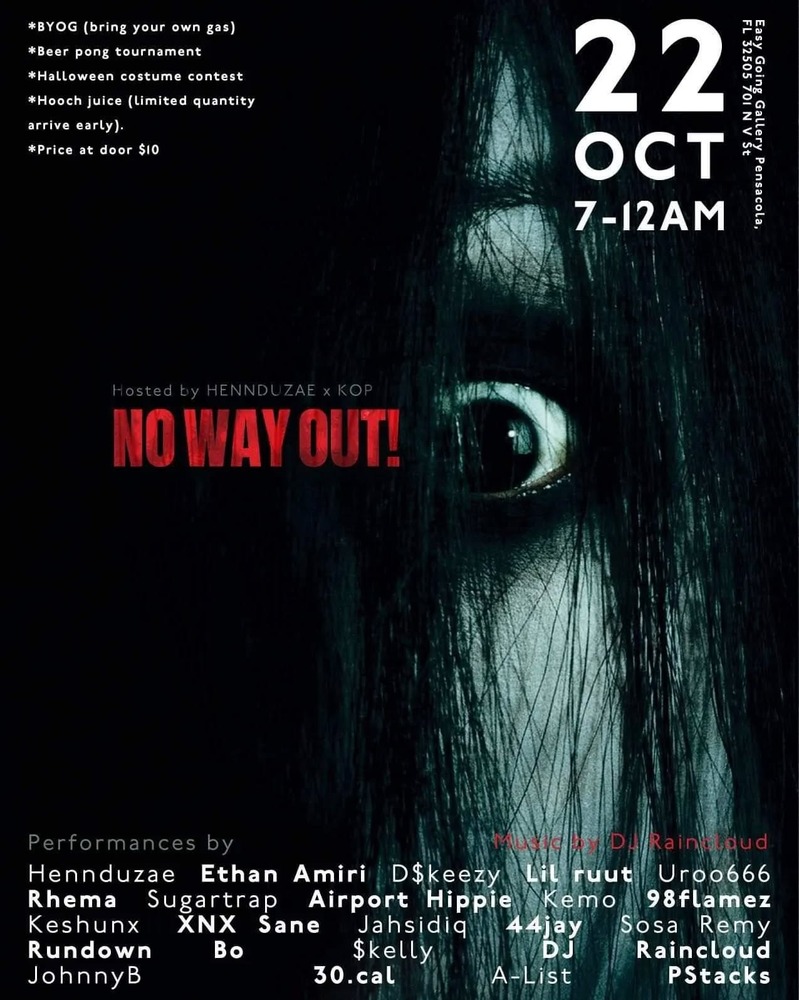 *BYOG (bring your own gas)
*Beer pong tournament
*Halloween costume contest
*Hooch juice (limited quantity
arrive early).
*Price at door $10
22
OCT
7-12AM
Easy Going Gallery Pensacola,
FL 32505 701 N V St
Hosted by HENNDUZAE x KOP
NO WAY OUT!
Performances by
Music by DJ Raincloud
Hennduzae Ethan Amiri D$keezy Lil ruut Uroo666
Rhema Sugartrap Airport Hippie Kemo 98flamez
Keshunx XNX Sane Jahsidiq 44jay Sosa Remy
Rundown Bo $kelly DJ Raincloud
JohnnyB 30.cal A-List PStacks